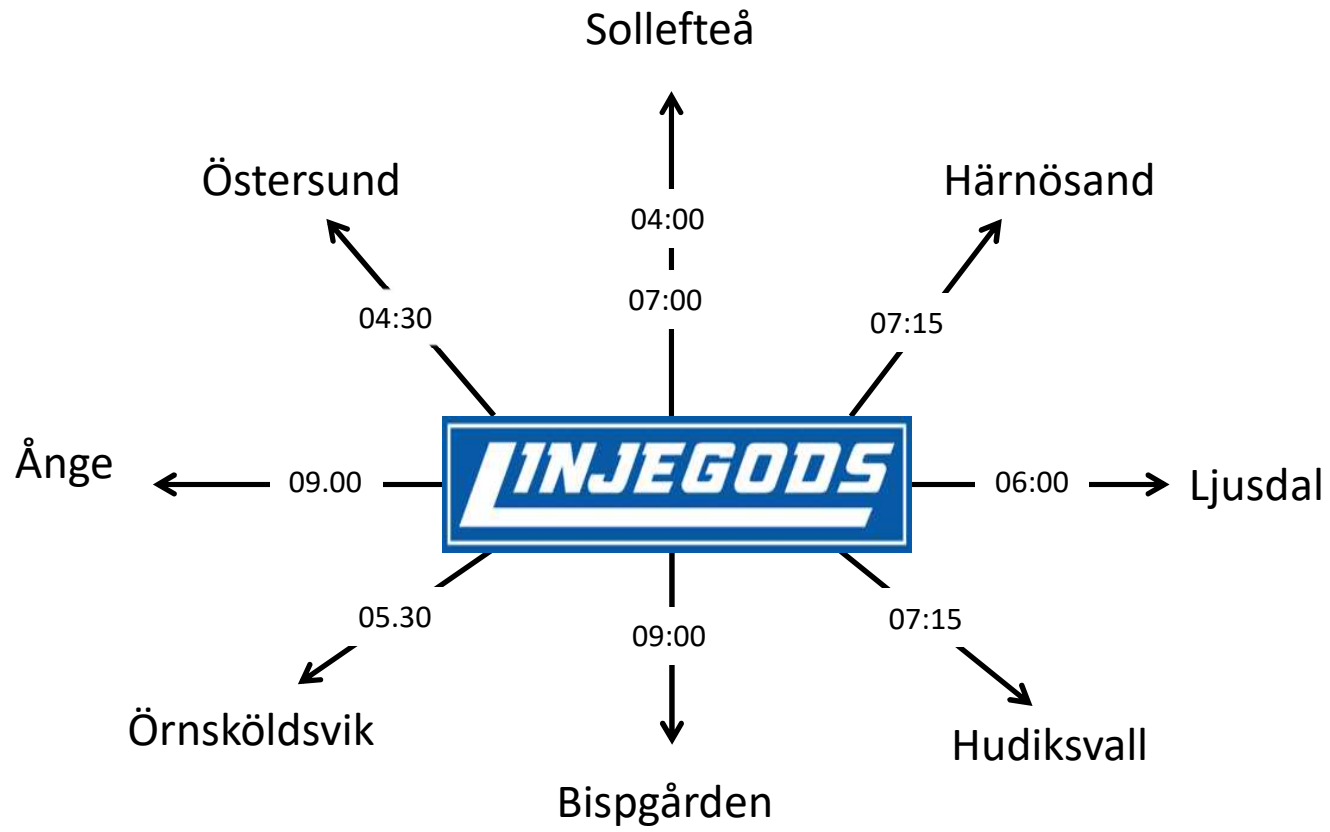 Sollefteå
Östersund
Härnösand
04:00
07:00
04:30
07:15
Ånge
09.00
LINJEGODS
06:00
Ljusdal
05.30
09:00
07:15
Örnsköldsvik
Hudiksvall
Bispgården